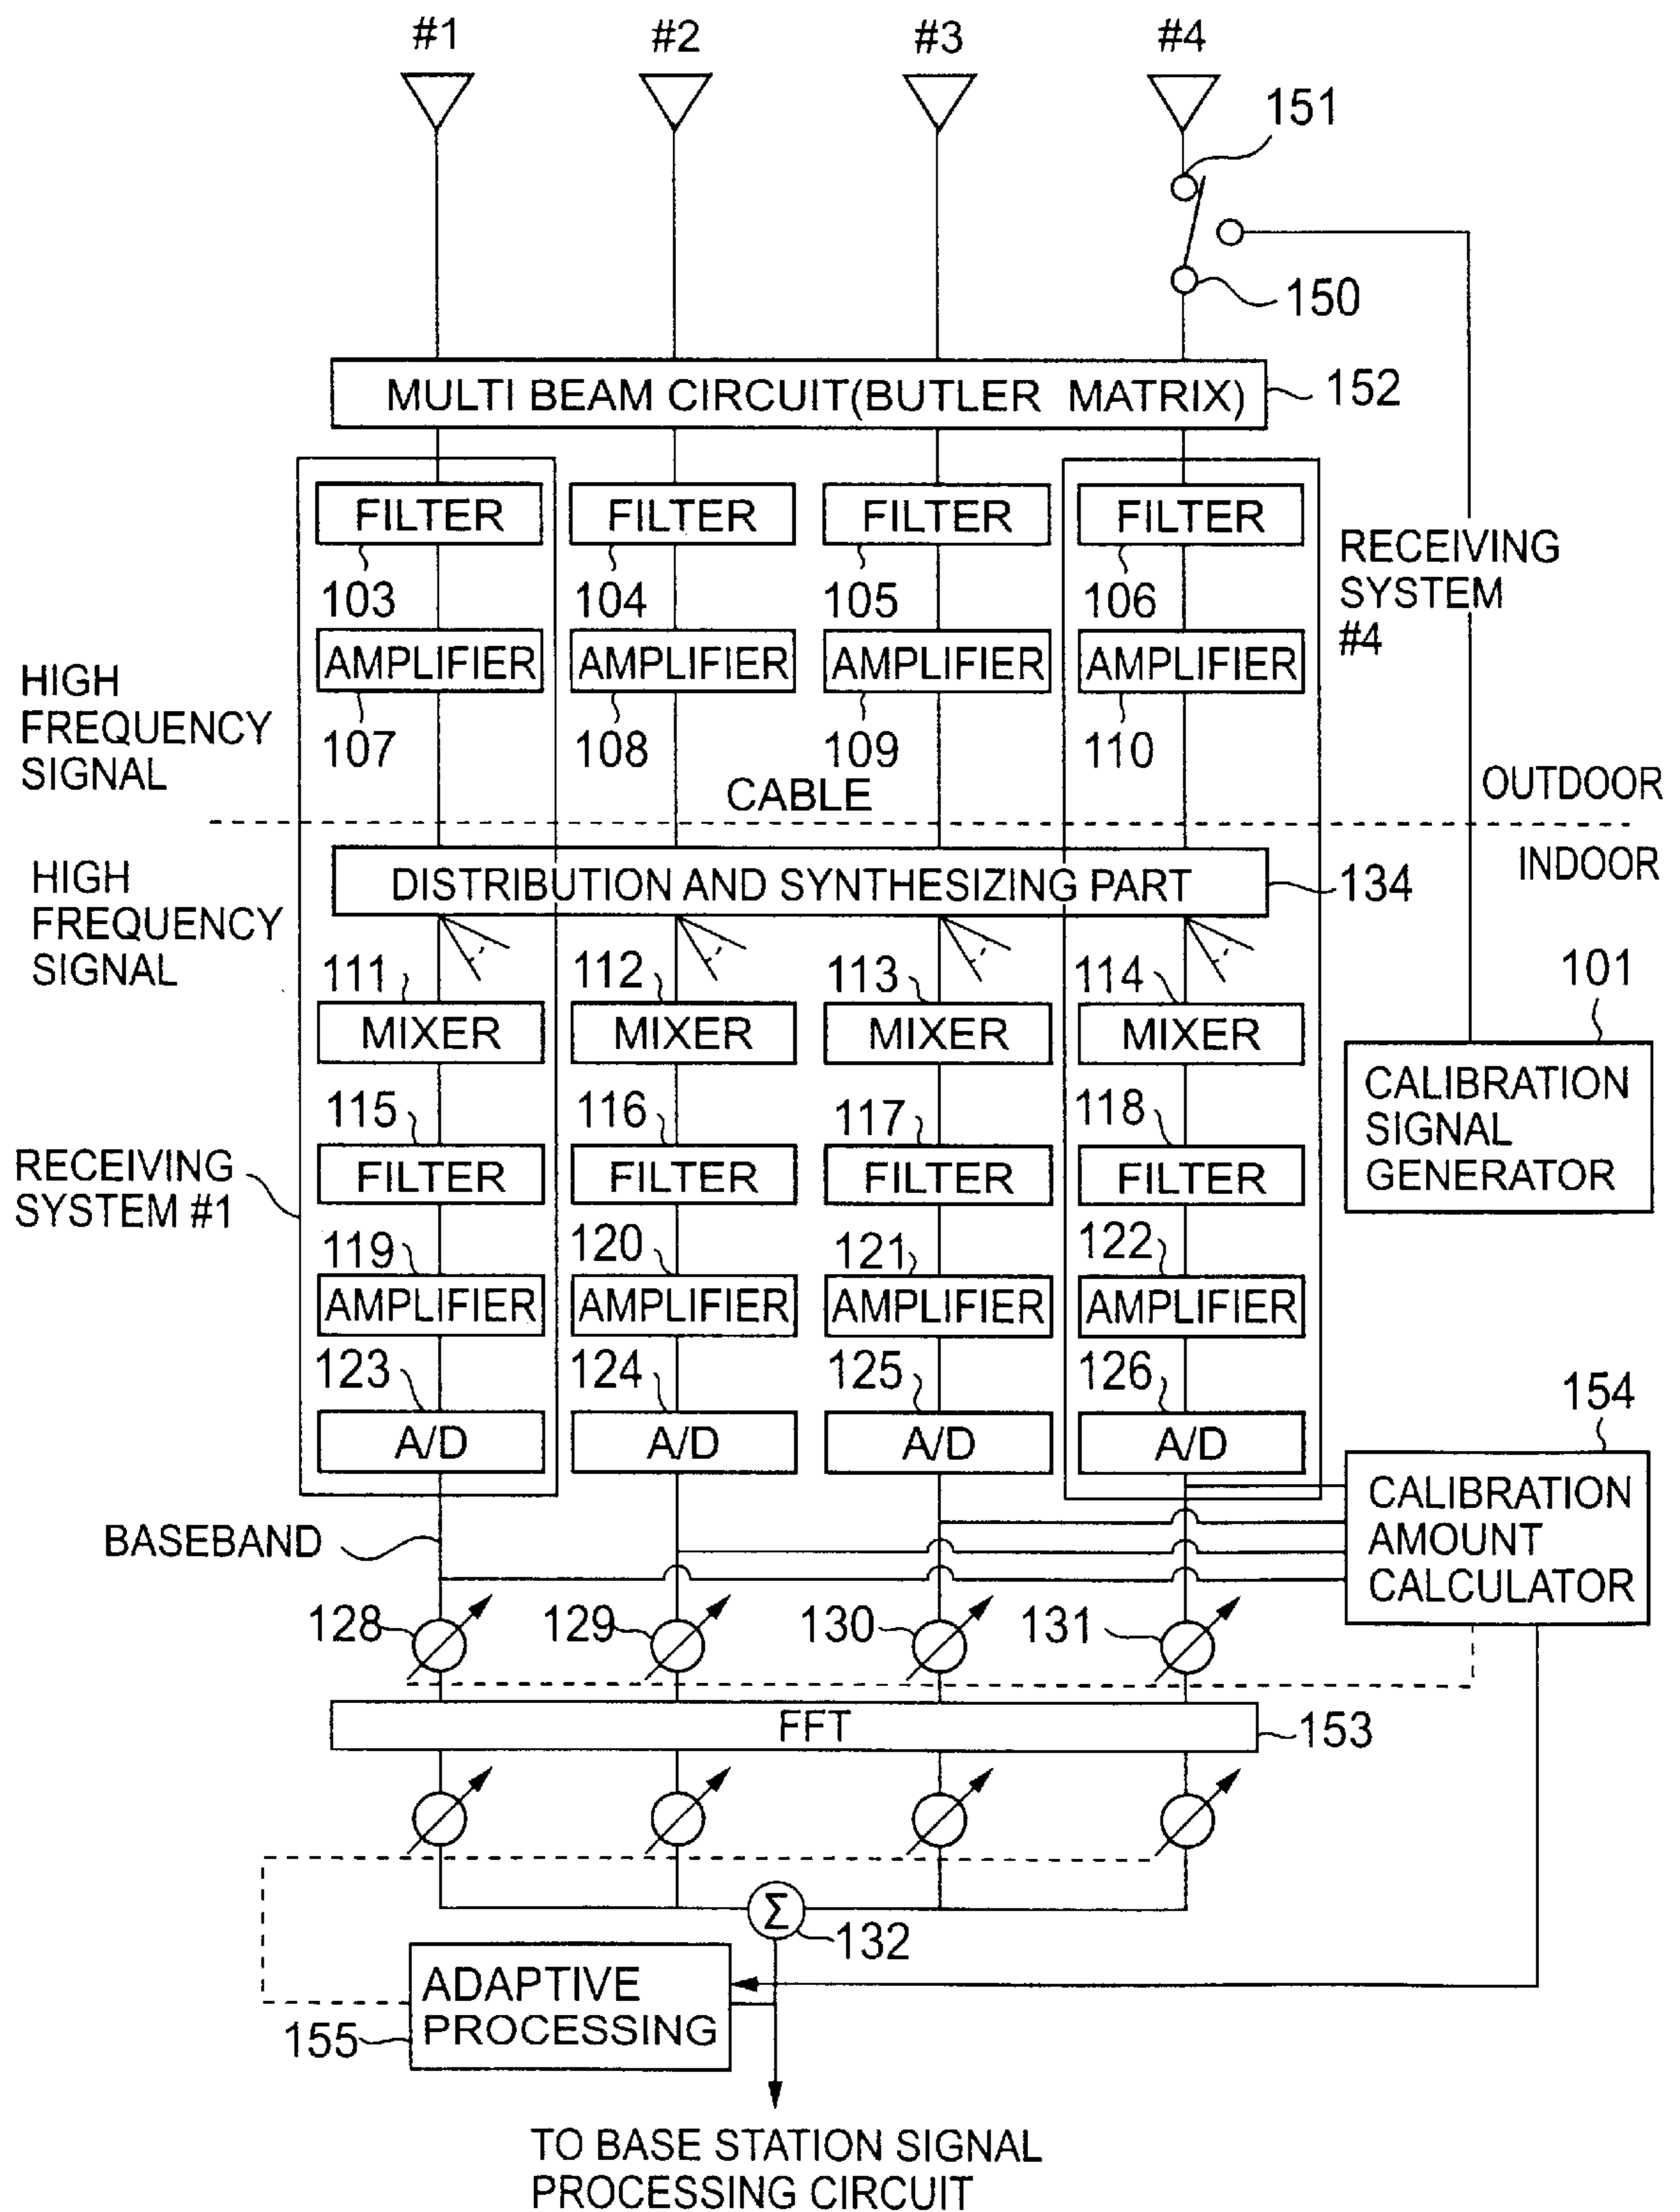 #1 #2 #3 #4
151
150
MULTI BEAM CIRCUIT(BUTLER MATRIX) 152
FILTER FILTER FILTER FILTER
103 104 105 106
RECEIVING
SYSTEM
#4
AMPLIFIER AMPLIFIER AMPLIFIER AMPLIFIER
107 108 109 110
HIGH
FREQUENCY
SIGNAL
CABLE
OUTDOOR
INDOOR
HIGH
FREQUENCY
SIGNAL
DISTRIBUTION AND SYNTHESIZING PART 134
111 112 113 114
MIXER MIXER MIXER MIXER
101
CALIBRATION
SIGNAL
GENERATOR
115 116 117 118
FILTER FILTER FILTER FILTER
RECEIVING
SYSTEM #1
119 120 121 122
AMPLIFIER AMPLIFIER AMPLIFIER AMPLIFIER
123 124 125 126
A/D A/D A/D A/D
154
CALIBRATION
AMOUNT
CALCULATOR
BASEBAND
128 129 130 131
FFT 153
Σ
132
ADAPTIVE
PROCESSING
155
TO BASE STATION SIGNAL
PROCESSING CIRCUIT